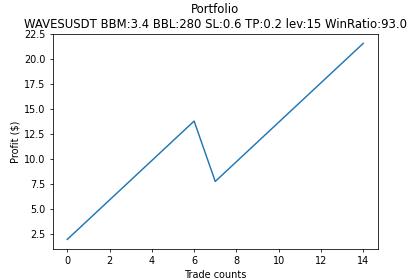 Portfolio
WAVESUSDT BBM:3.4 BBL:280 SL:0.6 TP:0.2 lev:15 WinRatio:93.0
22.5
20.0
17.5
15.0
12.5
10.0
7.5
5.0
2.5
Profit ($)
0 2 4 6 8 10 12 14
Trade counts